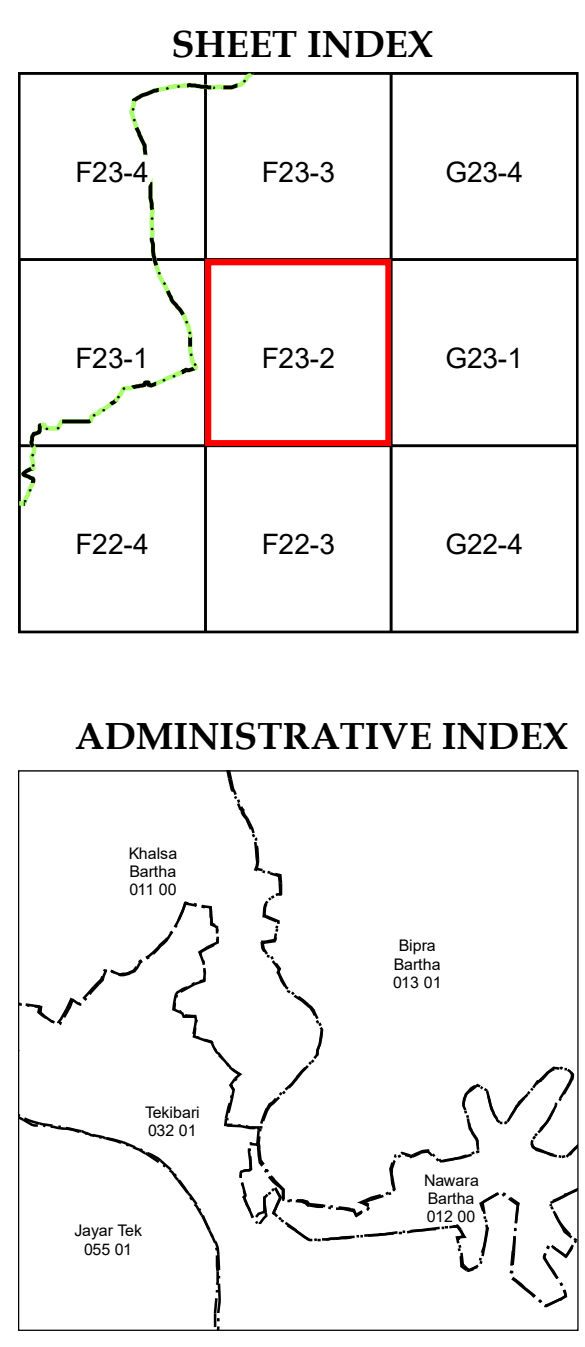 SHEET INDEX
F23-4
F23-3
G23-4
F23-1
F23-2
G23-1
F22-4
F22-3
G22-4
ADMINISTRATIVE INDEX
Khalsa
Bartha
011 00
Bipra
Bartha
013 01
Tekibari
032 01
Nawara
Bartha
012 00
Jayar Tek
055 01